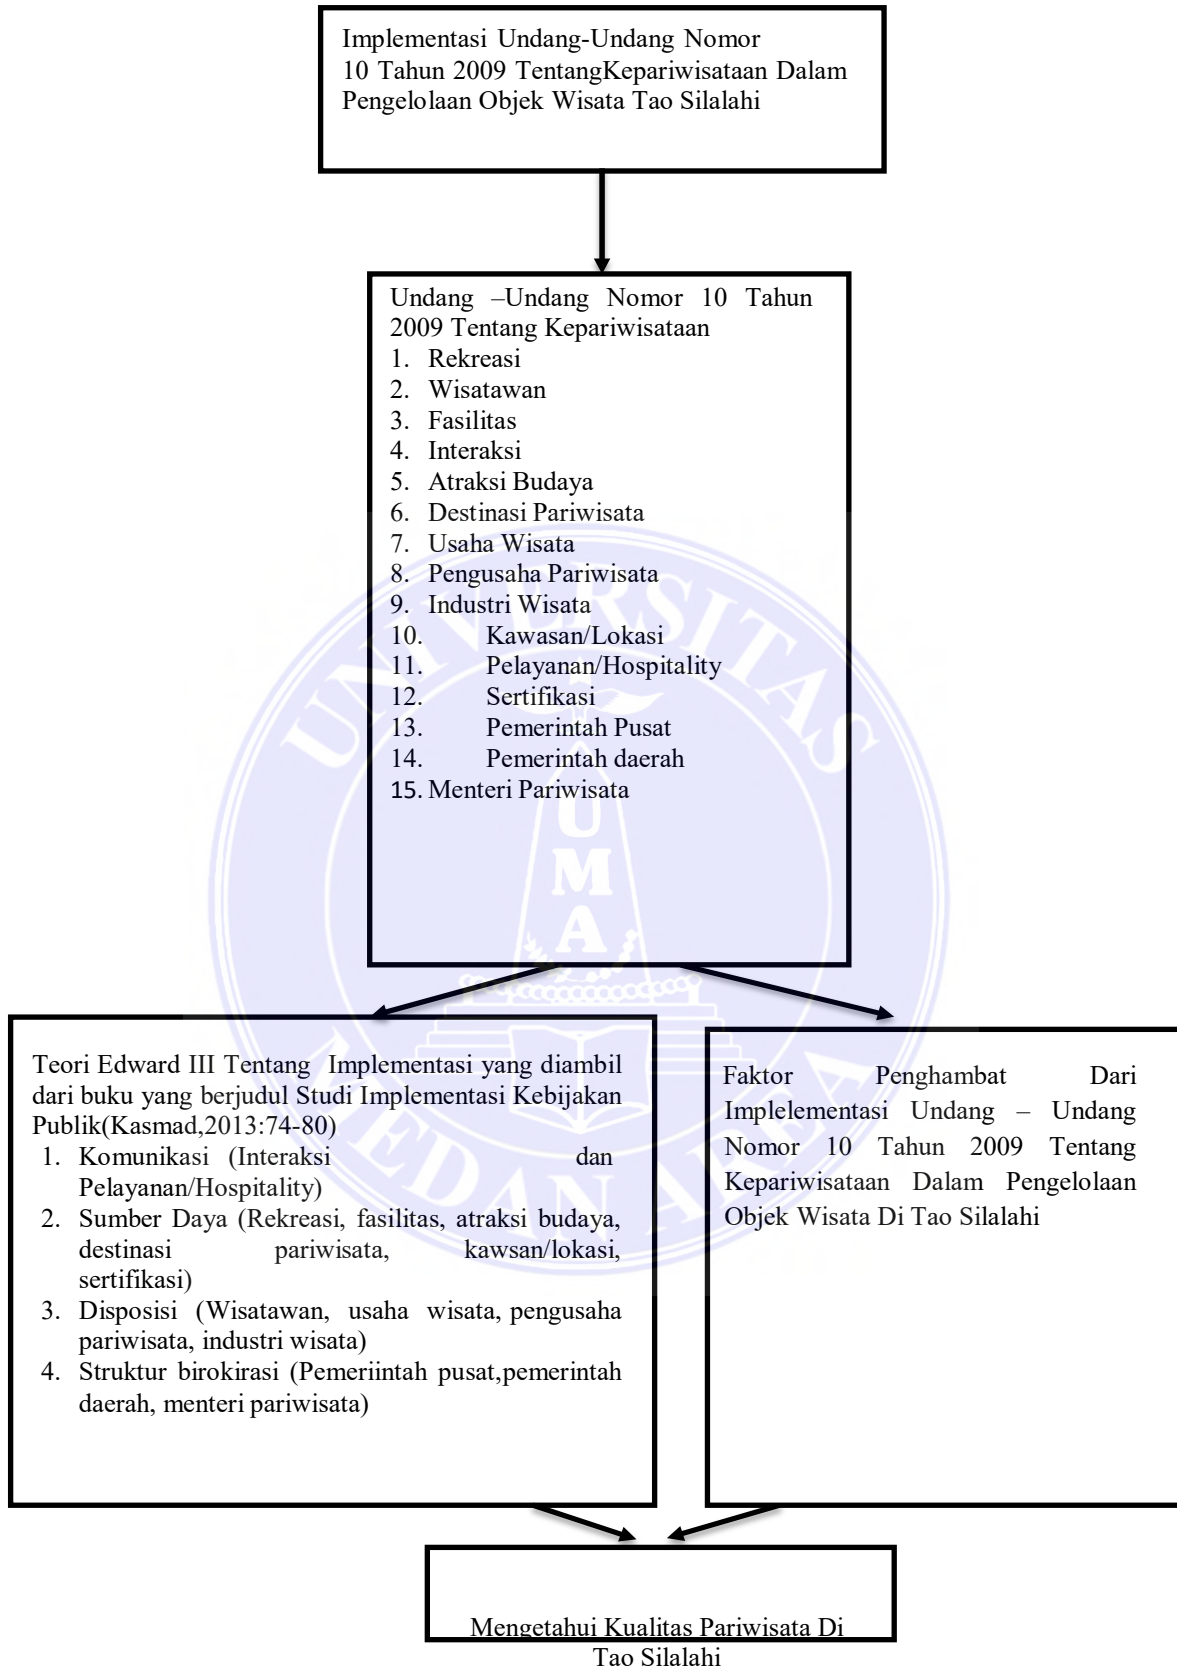 Implementasi Undang-Undang Nomor
10 Tahun 2009 TentangKepariwisataan Dalam
Pengelolaan Objek Wisata Tao Silalahi
Undang –Undang Nomor 10 Tahun
2009 Tentang Kepariwisataan
1. Rekreasi
2. Wisatawan
3. Fasilitas
4. Interaksi
5. Atraksi Budaya
6. Destinasi Pariwisata
7. Usaha Wisata
8. Pengusaha Pariwisata
9. Industri Wisata
10. Kawasan/Lokasi
11. Pelayanan/Hospitality
12. Sertifikasi
13. Pemerintah Pusat
14. Pemerintah daerah
15. Menteri Pariwisata
UNIVERSITAS
UMA
MEDAN AREA
Teori Edward III Tentang Implementasi yang diambil
dari buku yang berjudul Studi Implementasi Kebijakan
Publik(Kasmad,2013:74-80)
1. Komunikasi (Interaksi dan
Pelayanan/Hospitality)
2. Sumber Daya (Rekreasi, fasilitas, atraksi budaya,
destinasi pariwisata, kawsan/lokasi,
sertifikasi)
3. Disposisi (Wisatawan, usaha wisata, pengusaha
pariwisata, industri wisata)
4. Struktur birokirasi (Pemeriintah pusat,pemerintah
daerah, menteri pariwisata)
Faktor Penghambat Dari
Implelementasi Undang – Undang
Nomor 10 Tahun 2009 Tentang
Kepariwisataan Dalam Pengelolaan
Objek Wisata Di Tao Silalahi
Mengetahui Kualitas Pariwisata Di
Tao Silalahi